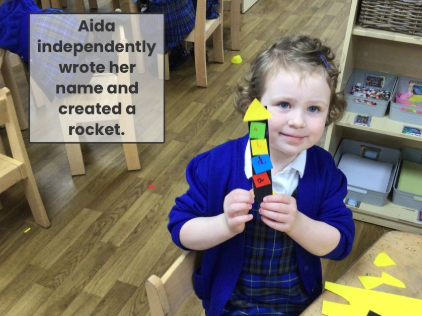 Aida
independently
wrote her
name and
created a
rocket.